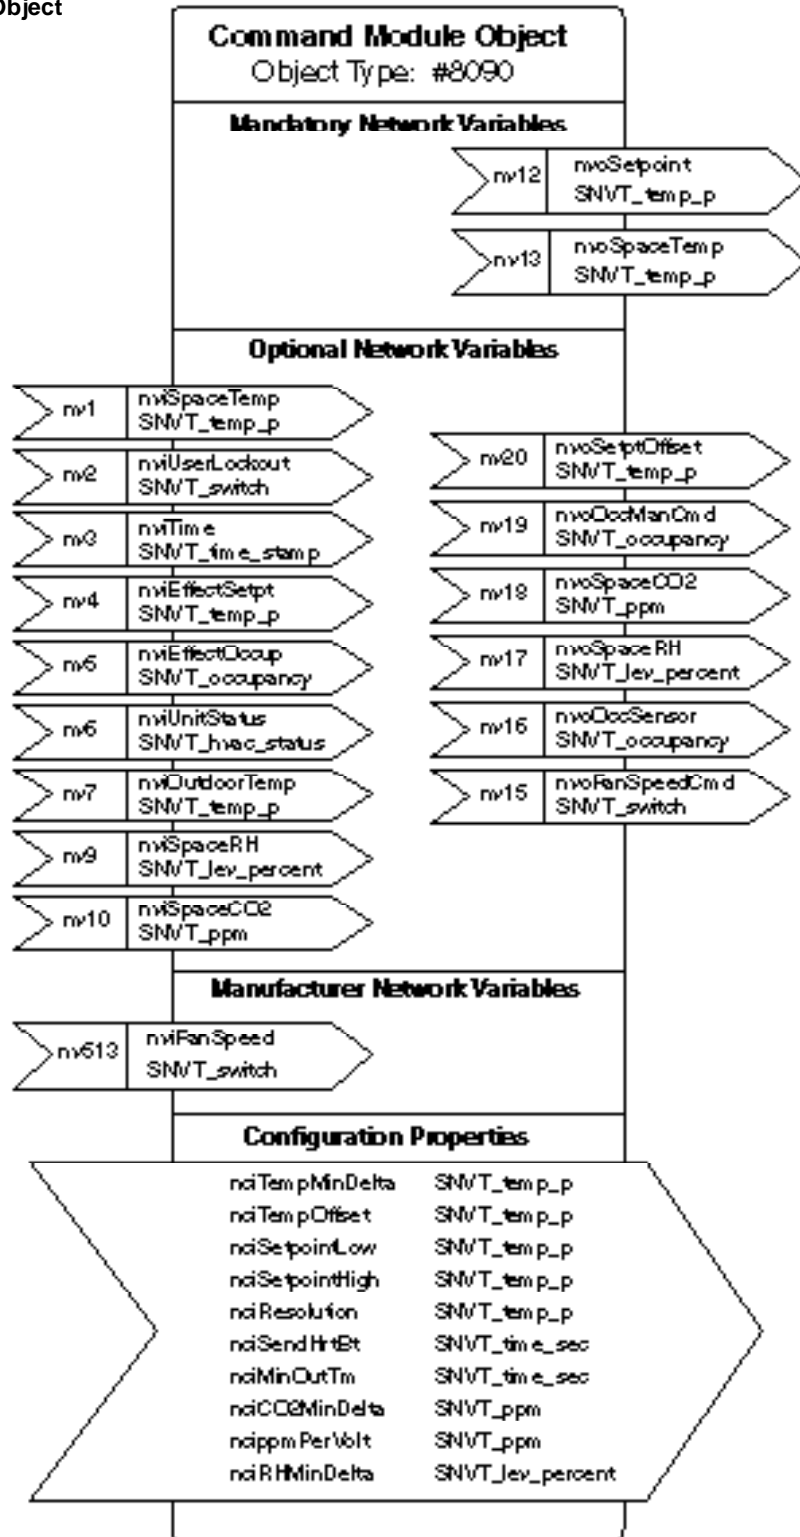 Object
Command Module Object
Object Type: #8090
Mandatory Network Variables
nv12
nvoSetpoint
SNVT_temp_p
nv13
nvoSpaceTemp
SNVT_temp_p
Optional Network Variables
nv1
nviSpaceTemp
SNVT_temp_p
nv2
nviUserLockout
SNVT_switch
nv3
nviTime
SNVT_time_stamp
nv4
nviEffectSetpt
SNVT_temp_p
nv5
nviEffectOccup
SNVT_occupancy
nv6
nviUnitStatus
SNVT_hvac_status
nv7
nviOutdoorTemp
SNVT_temp_p
nv9
nviSpaceRH
SNVT_lev_percent
nv10
nviSpaceCO2
SNVT_ppm
nv20
nvoSetptOffset
SNVT_temp_p
nv19
nvoOccManCmd
SNVT_occupancy
nv18
nvoSpaceCO2
SNVT_ppm
nv17
nvoSpaceRH
SNVT_lev_percent
nv16
nvoOccSensor
SNVT_occupancy
nv15
nvoFanSpeedCmd
SNVT_switch
Manufacturer Network Variables
nv513
nviFanSpeed
SNVT_switch
Configuration Properties
nciTempMinDelta SNVT_temp_p
nciTempOffset SNVT_temp_p
nciSetpointLow SNVT_temp_p
nciSetpointHigh SNVT_temp_p
nciResolution SNVT_temp_p
nciSendHrtBt SNVT_time_sec
nciMinOutTm SNVT_time_sec
nciCO2MinDelta SNVT_ppm
ncippmPerVolt SNVT_ppm
nciRHMinDelta SNVT_lev_percent